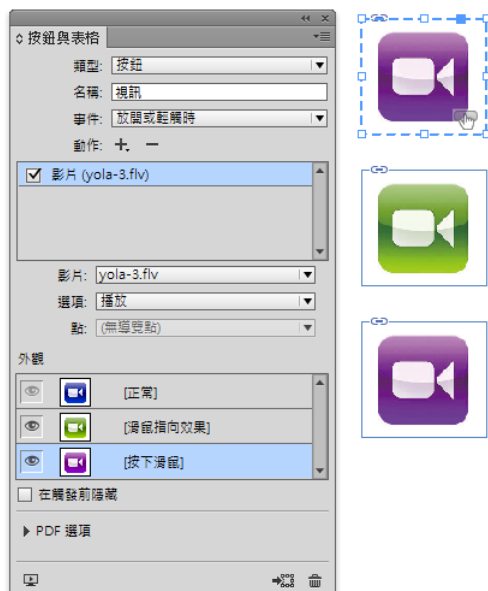 按鈕與表格
類型: 按鈕
名稱: 視訊
事件: 放開或輕觸時
動作:
影片 (yola-3.flv)
影片: yola-3.flv
選項: 播放
點: (無導覽點)
外觀
[正常]
[滑鼠指向效果]
[按下滑鼠]
在觸發前隱藏
PDF 選項